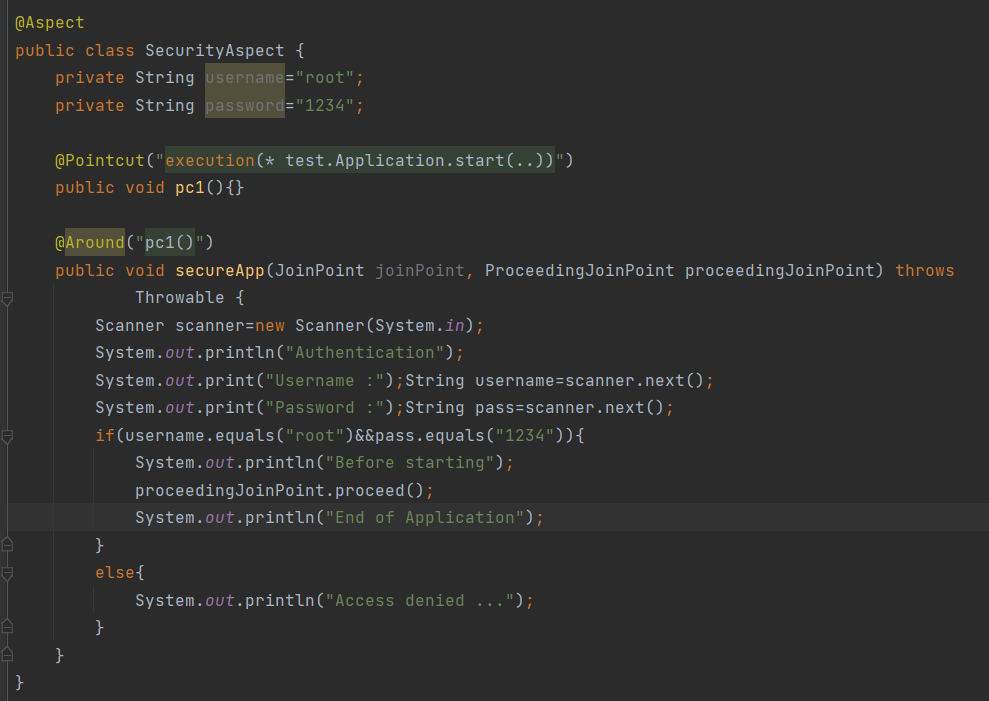 @Aspect
public class SecurityAspect {
    private String username="root";
    private String password="1234";

    @Pointcut("execution(* test.Application.start(..))")
    public void pc1(){}

    @Around("pc1()")
    public void secureApp(JoinPoint joinPoint, ProceedingJoinPoint proceedingJoinPoint) throws
            Throwable {
        Scanner scanner=new Scanner(System.in);
        System.out.println("Authentication");
        System.out.print("Username :");String username=scanner.next();
        System.out.print("Password :");String pass=scanner.next();
        if(username.equals("root")&&pass.equals("1234")){
            System.out.println("Before starting");
            proceedingJoinPoint.proceed();
            System.out.println("End of Application");
        }
        else{
            System.out.println("Access denied ...");
        }
    }
}